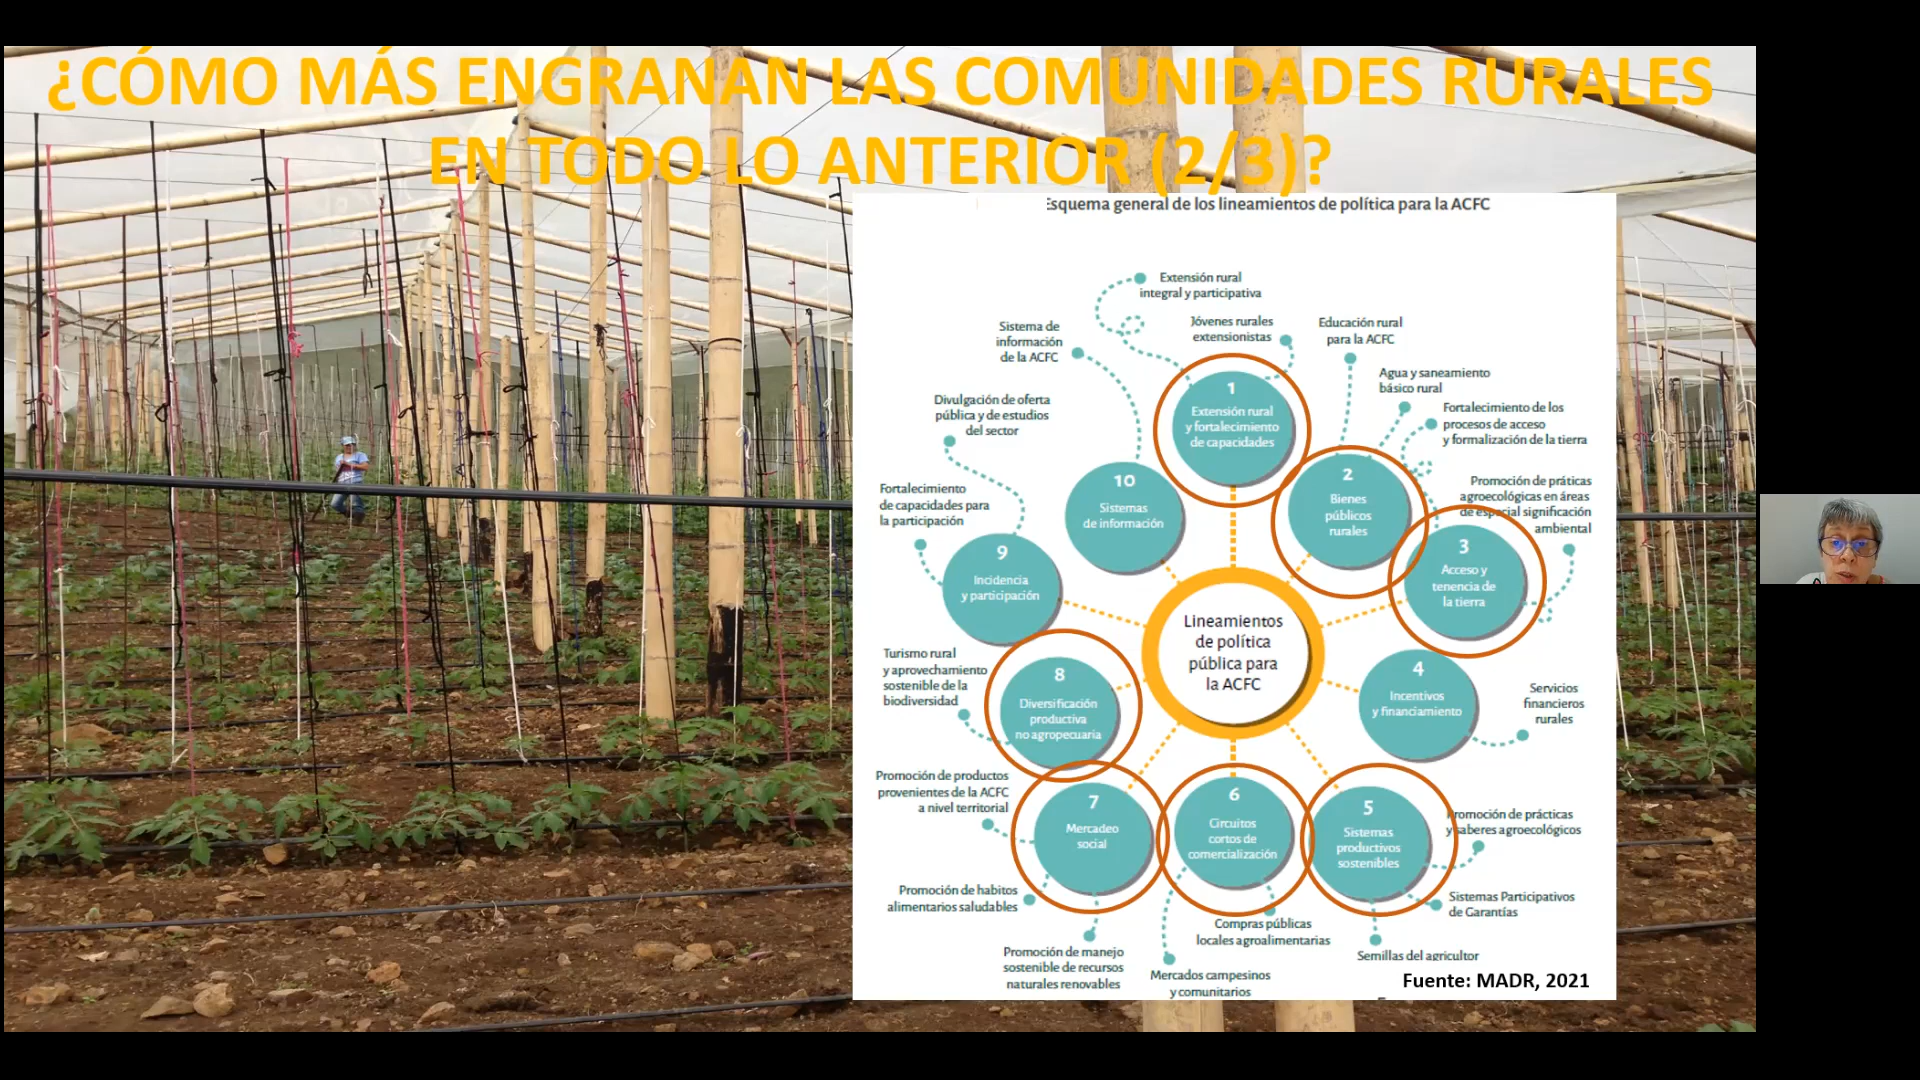 ¿CÓMO MÁS ENGRANAN LAS COMUNIDADES RURALES
EN TODO LO ANTERIOR (2/3)?
Esquema general de los lineamientos de política para la ACFC
Extensión rural
integral y participativa
Jóvenes rurales
extensionistas
Educación rural
para la ACFC
Sistema de
información
de la ACFC
Agua y saneamiento
básico rural
Fortalecimiento de los
procesos de acceso
y formalización de la tierra
Divulgación de oferta
pública y de estudios
del sector
Promoción de práticas
agroecológicas en áreas
de especial significación
ambiental
Fortalecimiento
de capacidades para
la participación
1
Extensión rural
y fortalecimiento
de capacidades
2
Bienes
públicos
rurales
3
Acceso y
tenencia de
la tierra
4
Incentivos
y financiamiento
Servicios
financieros
rurales
5
Sistemas
productivos
sostenibles
Promoción de prácticas
y saberes agroecológicos
Sistemas Participativos
de Garantías
Semillas del agricultor
6
Circuitos
cortos de
comercialización
Compras públicas
locales agroalimentarias
Mercados campesinos
y comunitarios
7
Mercadeo
social
Promoción de productos
provenientes de la ACFC
a nivel territorial
Promoción de habitos
alimentarios saludables
Promoción de manejo
sostenible de recursos
naturales renovables
8
Diversificación
productiva
no agropecuaria
Turismo rural
y aprovechamiento
sostenible de la
biodiversidad
9
Incidencia
y participación
10
Sistemas
de información
Lineamientos
de política
pública para
la ACFC
Fuente: MADR, 2021